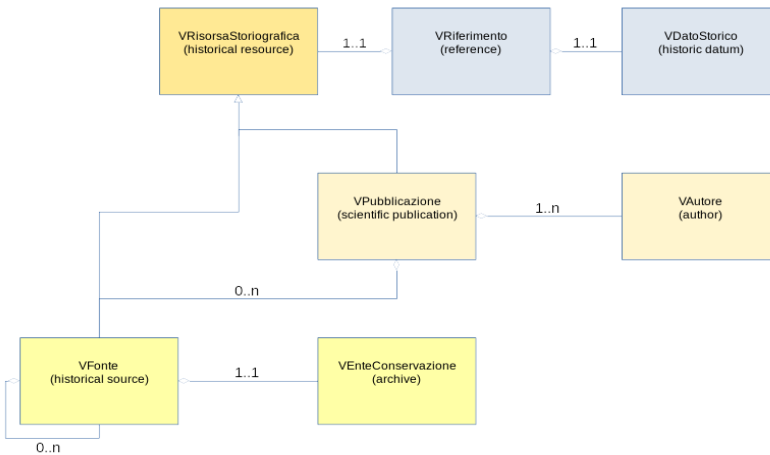 VRisorsaStoriografica
(historical resource)
1..1
VRiferimento
(reference)
1..1
VDatoStorico
(historic datum)
VPubblicazione
(scientific publication)
1..n
VAutore
(author)
0..n
VFonte
(historical source)
1..1
VEnteConservazione
(archive)
0..n